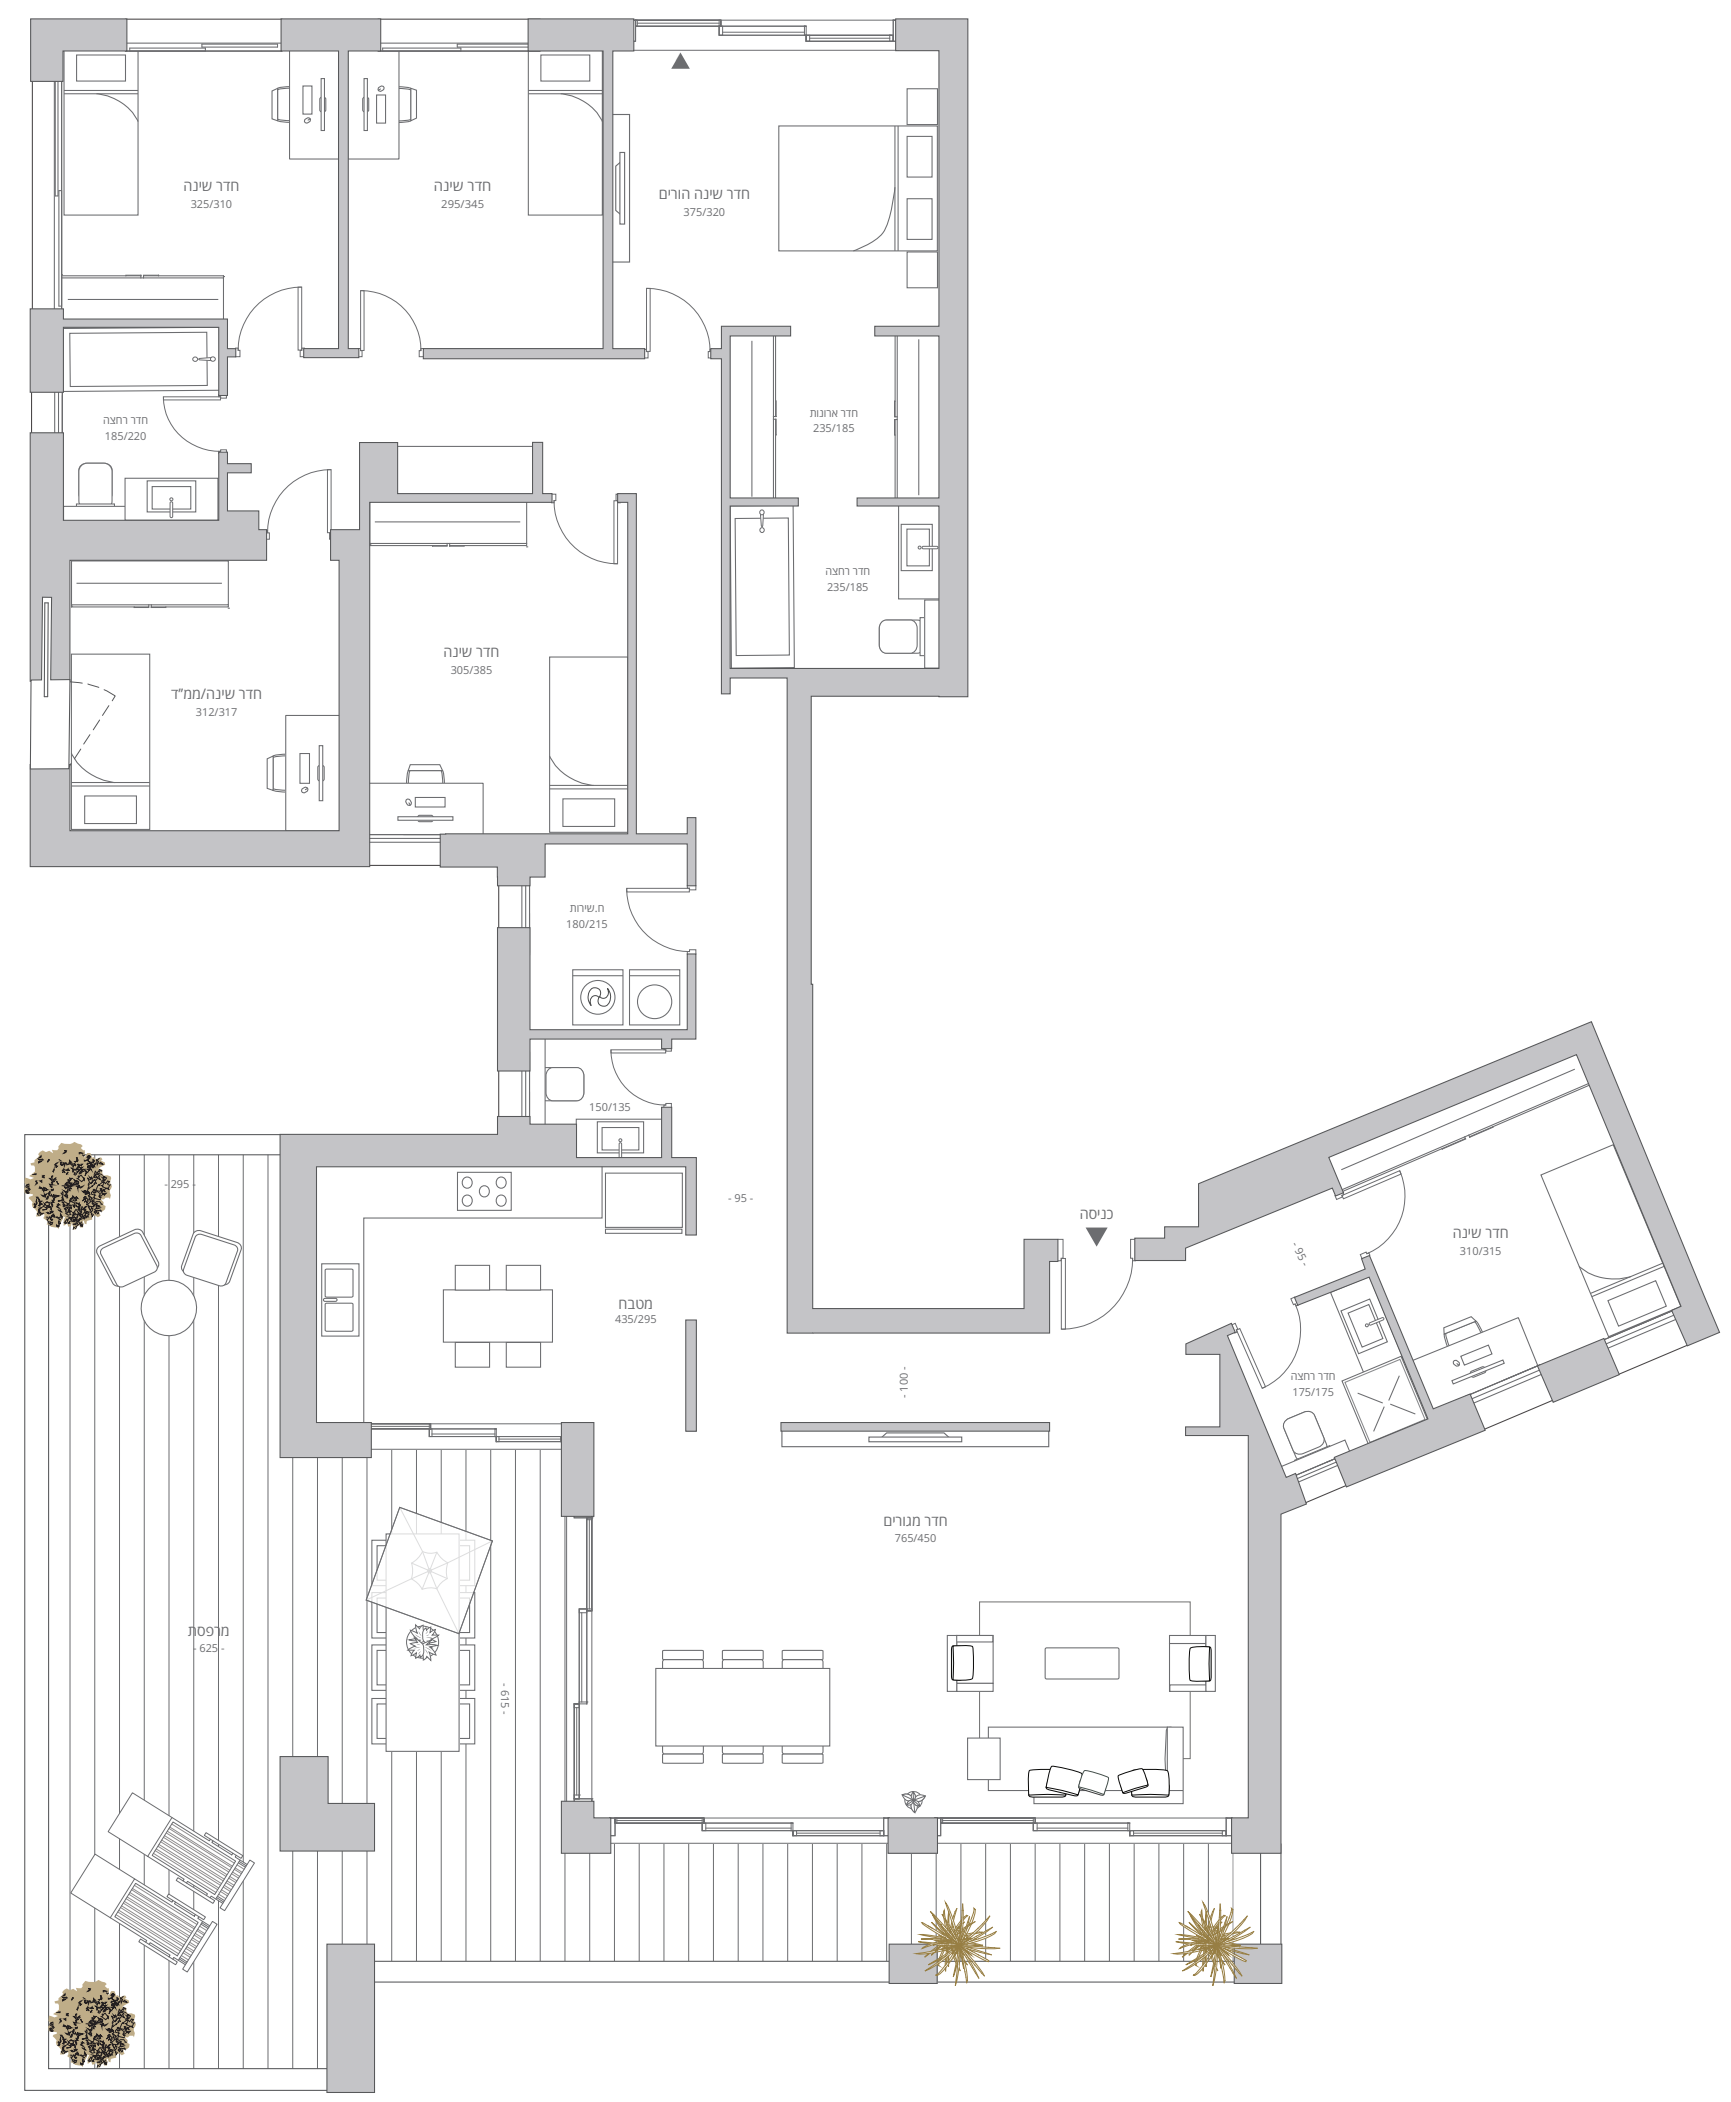 חדר שינה
325/310
חדר שינה
295/345
חדר שינה הורים
375/320
חדר רחצה
185/220
חדר ארונות
235/185
חדר רחצה
235/185
חדר שינה
305/385
חדר שינה/ממ"ד
312/317
ח.שירות
180/215
150/135
- 295 -
- 95 -
כניסה
חדר שינה
310/315
- 95 -
מטבח
435/295
- 100 -
חדר רחצה
175/175
חדר מגורים
765/450
מרפסת
- 625 -
- 615 -